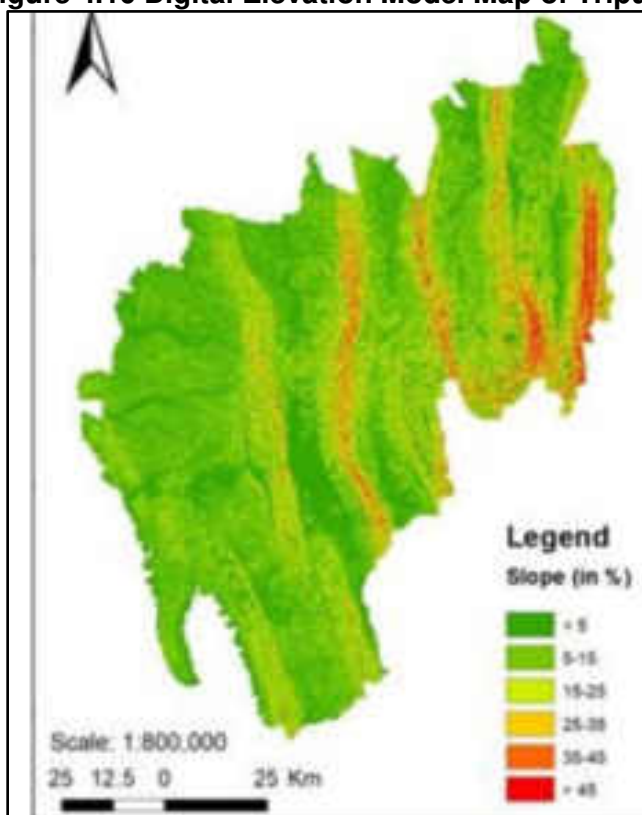 Digital Elevation Model Map of
Legend
Slope (in %)
< 5
5-15
15-25
25-35
35-45
> 45
Scale: 1:800,000
25 12.5 0 25 Km